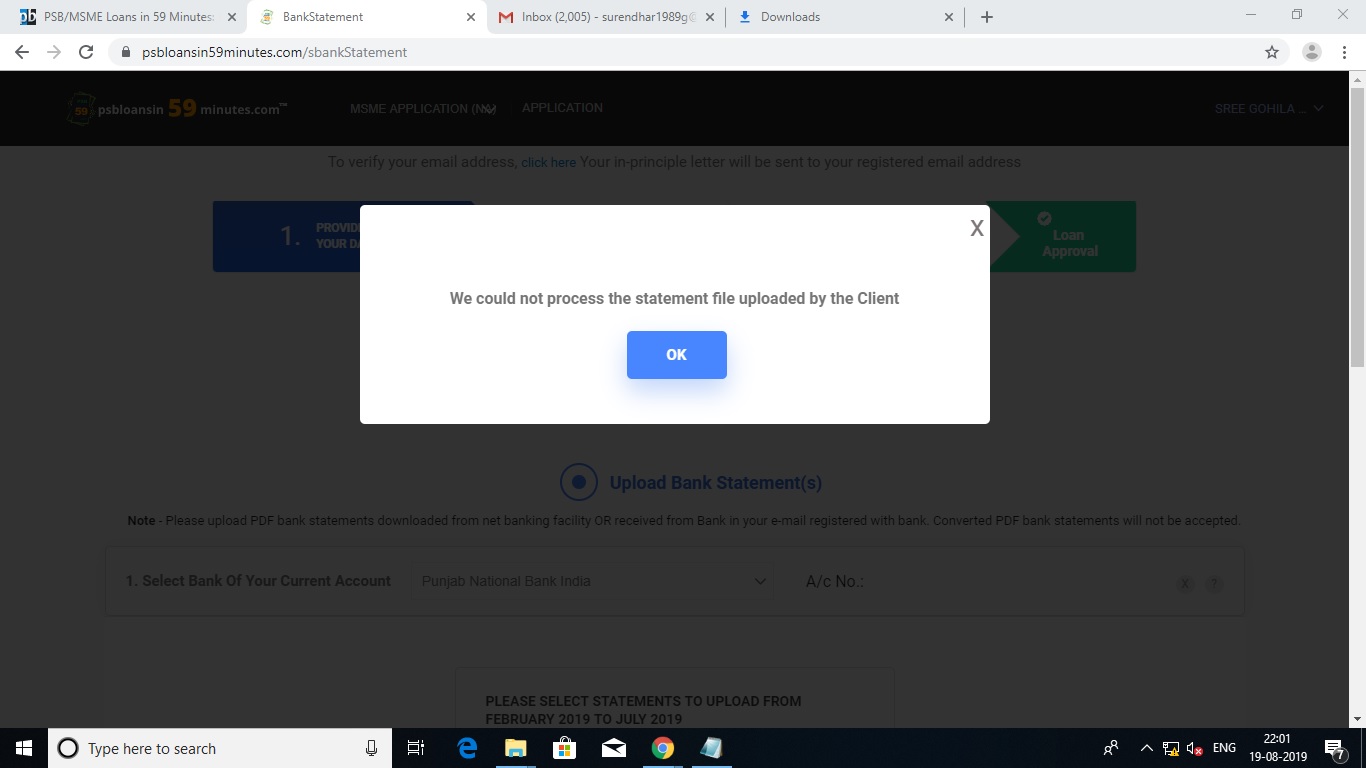 PSB/MSME Loans in 59 Minutes:
BankStatement
Inbox (2,005) - surendhar1989g@
Downloads
psbloansin59minutes.com/sbankStatement
psbloansin 59 minutes.com™
MSME APPLICATION (NM)
APPLICATION
SREE GOHILA ...
To verify your email address, click here Your in-principle letter will be sent to your registered email address
1.
PROVID
YOUR DA
Loan
Approval
X
We could not process the statement file uploaded by the Client
OK
Upload Bank Statement(s)
Note - Please upload PDF bank statements downloaded from net banking facility OR received from Bank in your e-mail registered with bank. Converted PDF bank statements will not be accepted.
1. Select Bank Of Your Current Account
Punjab National Bank India
A/c No.:
X
?
PLEASE SELECT STATEMENTS TO UPLOAD FROM
FEBRUARY 2019 TO JULY 2019
Type here to search
ENG
22:01
19-08-2019
7